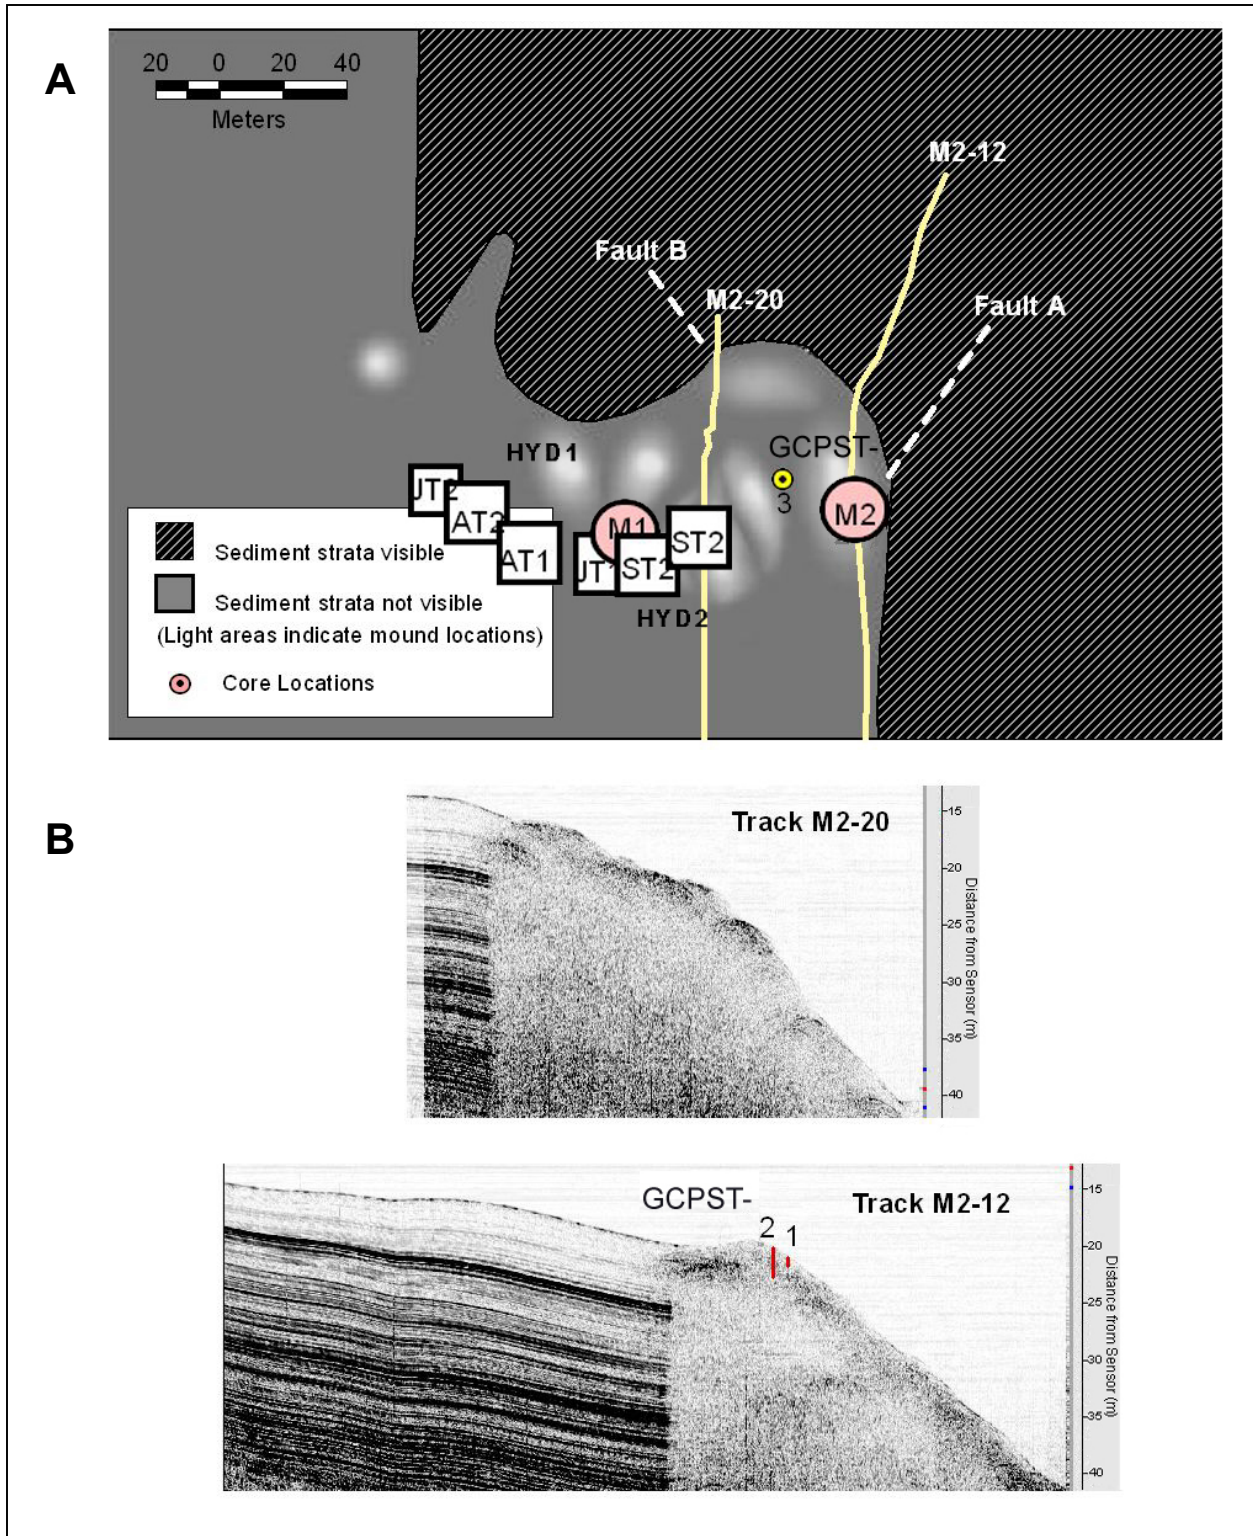 A
20 0 20 40
Meters
M2-12
Fault B
M2-20
Fault A
GCPST-
HYD1
3
JT2
AT2
M2
M1
ST2
AT1
JT1
ST2
HYD2
Sediment strata visible
Sediment strata not visible
(Light areas indicate mound locations)
Core Locations
B
Track M2-20
-15
-20
-25
-30
-35
-40
Distance from Sensor (m)
GCPST-
Track M2-12
2 1
-15
-20
-25
-30
-35
-40
Distance from Sensor (m)